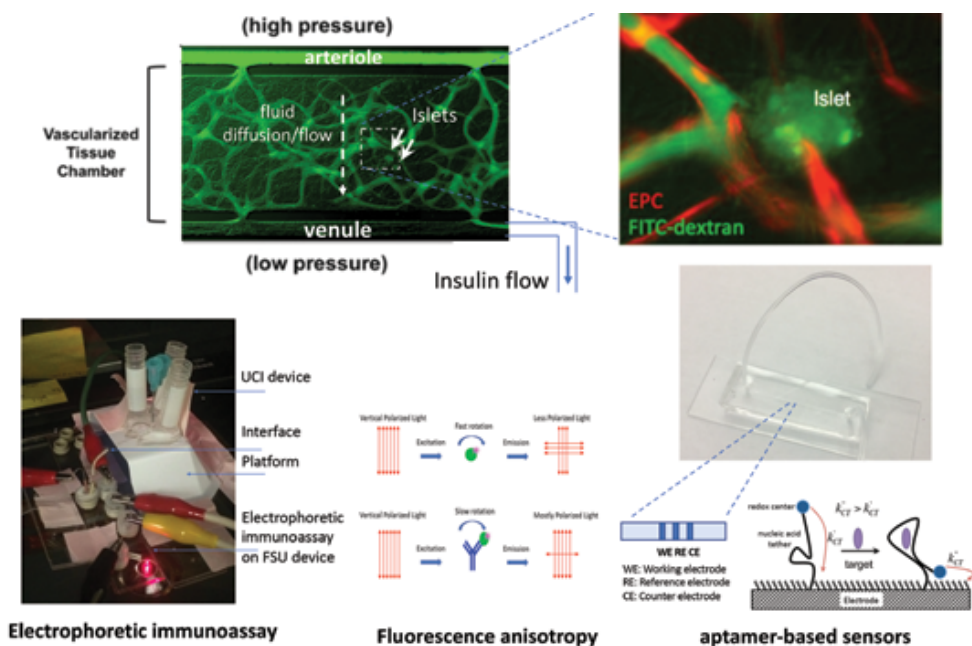 (high pressure)
arteriole
Vascularized
Tissue
Chamber
fluid
diffusion/flow
Islets
venule
(low pressure)
Insulin flow
Islet
EPC
FITC-dextran
UCI device
Interface
Platform
Electrophoretic
immunoassay
on FSU device
Electrophoretic immunoassay
Vertical Polarized Light
Fast rotation
Less Polarized Light
Excitation
Emission
Vertical Polarized Light
Slow rotation
Mostly Polarized Light
Excitation
Emission
Fluorescence anisotropy
WE RE CE
WE: Working electrode
RE: Reference electrode
CE: Counter electrode
redox center
nucleic acid
tether
target
Electrode
aptamer-based sensors